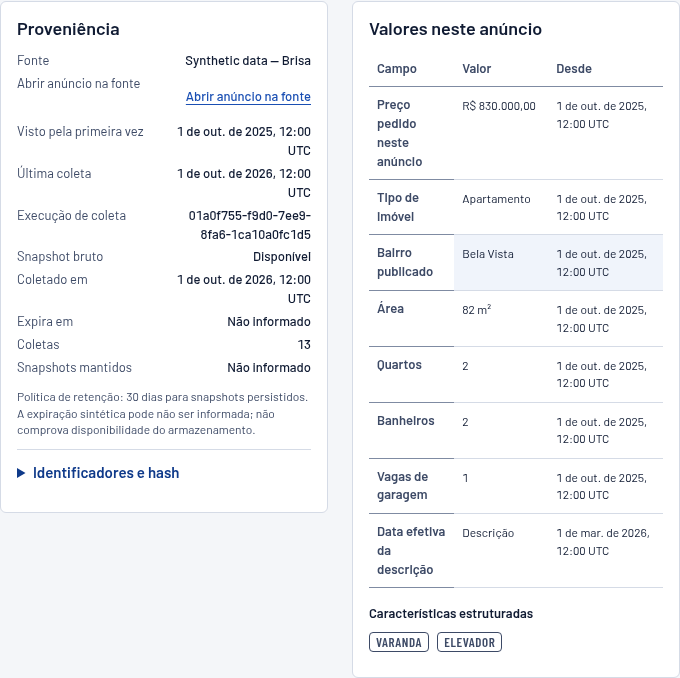 Proveniência
Fonte Synthetic data — Brisa
Abrir anúncio na fonte
Abrir anúncio na fonte
Visto pela primeira vez 1 de out. de 2025, 12:00
UTC
Última coleta 1 de out. de 2026, 12:00
UTC
Execução de coleta 01a0f755-f9d0-7ee9-
8fa6-1ca10a0fc1d5
Snapshot bruto Disponível
Coletado em 1 de out. de 2026, 12:00
UTC
Expira em Não informado
Coletas 13
Snapshots mantidos Não informado
Política de retenção: 30 dias para snapshots persistidos.
A expiração sintética pode não ser informada; não
comprova disponibilidade do armazenamento.
Identificadores e hash
Valores neste anúncio
Campo Valor Desde
Preço R$ 830.000,00 1 de out. de 2025,
pedido 12:00 UTC
neste
anúncio
Tipo de Apartamento 1 de out. de 2025,
imóvel 12:00 UTC
Bairro Bela Vista 1 de out. de 2025,
publicado 12:00 UTC
Área 82 m² 1 de out. de 2025,
12:00 UTC
Quartos 2 1 de out. de 2025,
12:00 UTC
Banheiros 2 1 de out. de 2025,
12:00 UTC
Vagas de 1 1 de out. de 2025,
garagem 12:00 UTC
Data efetiva Descrição 1 de mar. de 2026,
da 12:00 UTC
descrição
Características estruturadas
VARANDA ELEVADOR